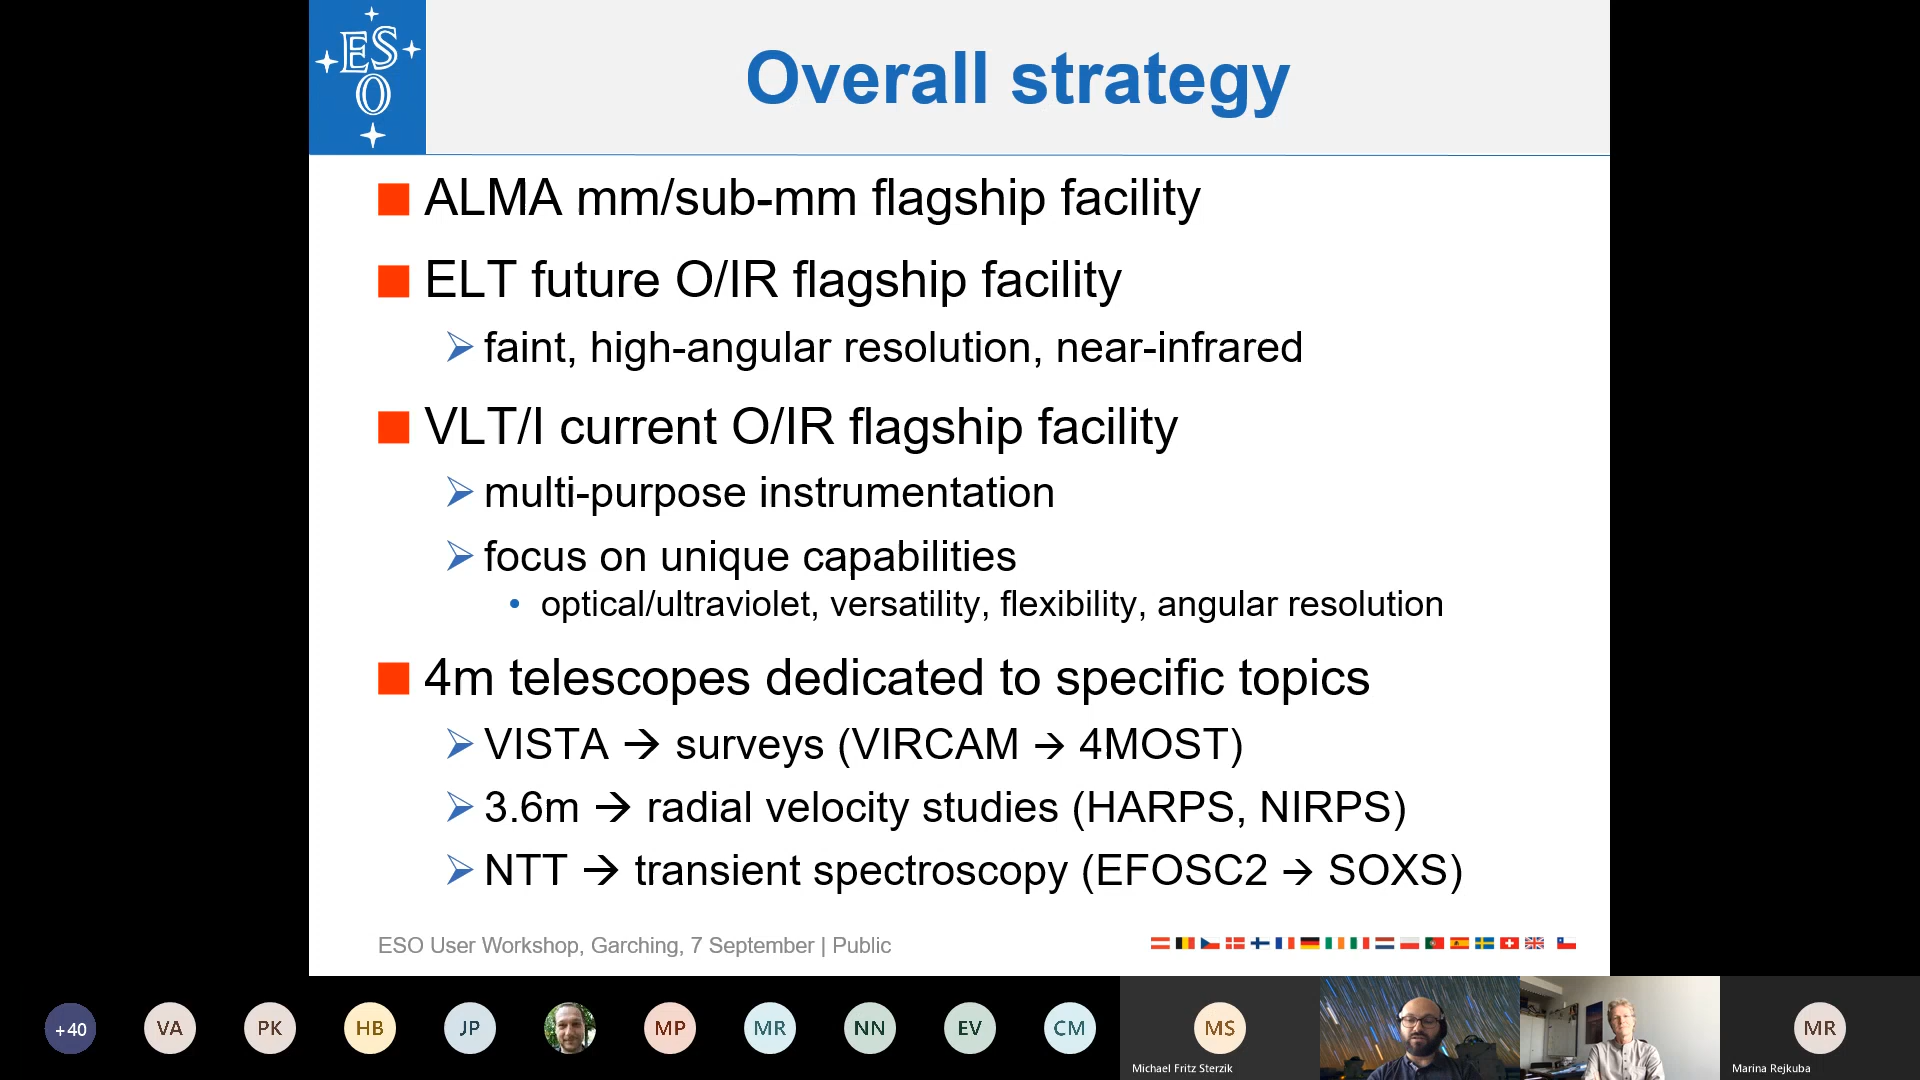 ESO
Overall strategy
ALMA mm/sub-mm flagship facility
ELT future O/IR flagship facility
faint, high-angular resolution, near-infrared
VLT/I current O/IR flagship facility
multi-purpose instrumentation
focus on unique capabilities
optical/ultraviolet, versatility, flexibility, angular resolution
4m telescopes dedicated to specific topics
VISTA → surveys (VIRCAM → 4MOST)
3.6m → radial velocity studies (HARPS, NIRPS)
NTT → transient spectroscopy (EFOSC2 → SOXS)
ESO User Workshop, Garching, 7 September | Public
+40 VA PK HB JP MP MR NN EV CM MS MR
Michael Fritz Sterzik Marina Rejkuba